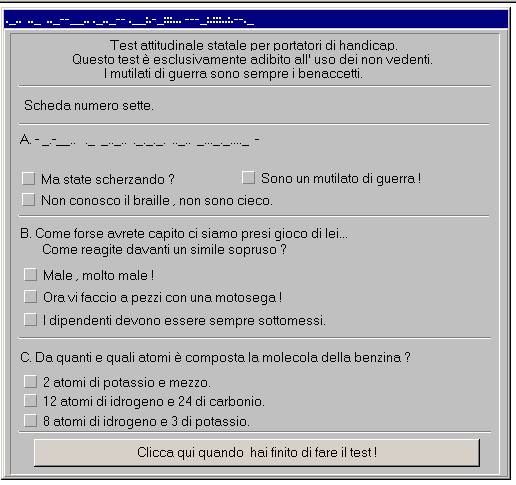 ._.. .._ .._--__.. ._.._-- .__;.-_::::... ---_;.::::.:.--._
Test attitudinale statale per portatori di handicap.
Questo test è esclusivamente adibito all' uso dei non vedenti.
I mutilati di guerra sono sempre i benaccetti.
Scheda numero sette.
A. - _.-__.. ._ _.._.. ._._._. .._.. _..._._...._ -
Ma state scherzando ?
Sono un mutilato di guerra !
Non conosco il braille , non sono cieco.
B. Come forse avrete capito ci siamo presi gioco di lei...
Come reagite davanti un simile sopruso ?
Male , molto male !
Ora vi faccio a pezzi con una motosega !
I dipendenti devono essere sempre sottomessi.
C. Da quanti e quali atomi è composta la molecola della benzina ?
2 atomi di potassio e mezzo.
12 atomi di idrogeno e 24 di carbonio.
8 atomi di idrogeno e 3 di potassio.
Clicca qui quando hai finito di fare il test !